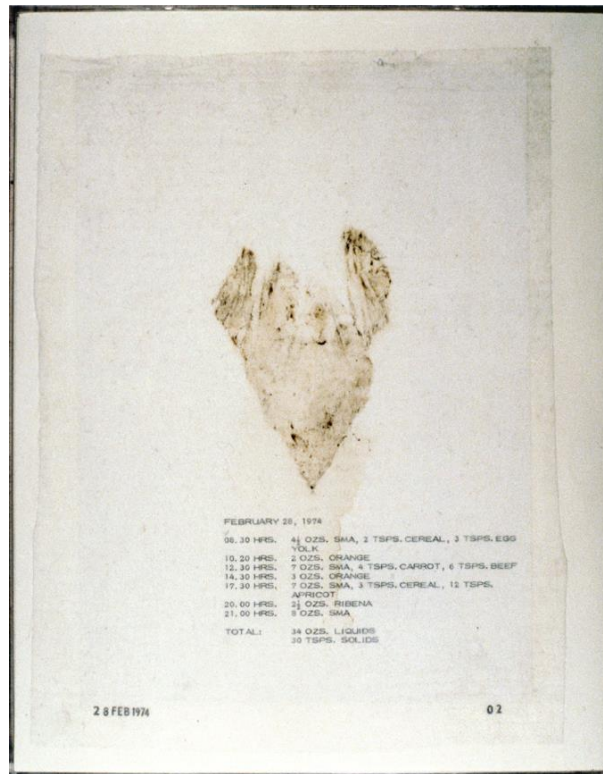 FEBRUARY 28, 1974
08.30 HRS. 4½ OZS. SMA, 2 TSPS. CEREAL, 3 TSPS. EGG
YOLK
10.20 HRS. 2 OZS. ORANGE
12.30 HRS. 7 OZS. SMA, 4 TSPS. CARROT, 6 TSPS. BEEF
14.30 HRS. 3 OZS. ORANGE
17.30 HRS. 7 OZS. SMA, 3 TSPS. CEREAL, 12 TSPS.
APRICOT
20.00 HRS. 2½ OZS. RIBENA
21.00 HRS. 8 OZS. SMA
TOTAL: 34 OZS. LIQUIDS
30 TSPS. SOLIDS
28 FEB 1974 02